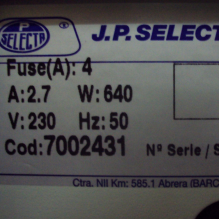 P
SELECTA
J.P. SELECT
Fuse(A): 4
A: 2.7 W: 640
V: 230 Hz: 50
Cod: 7002431
Nº Serie / S
Ctra. NII Km: 585.1 Abrera (BARC